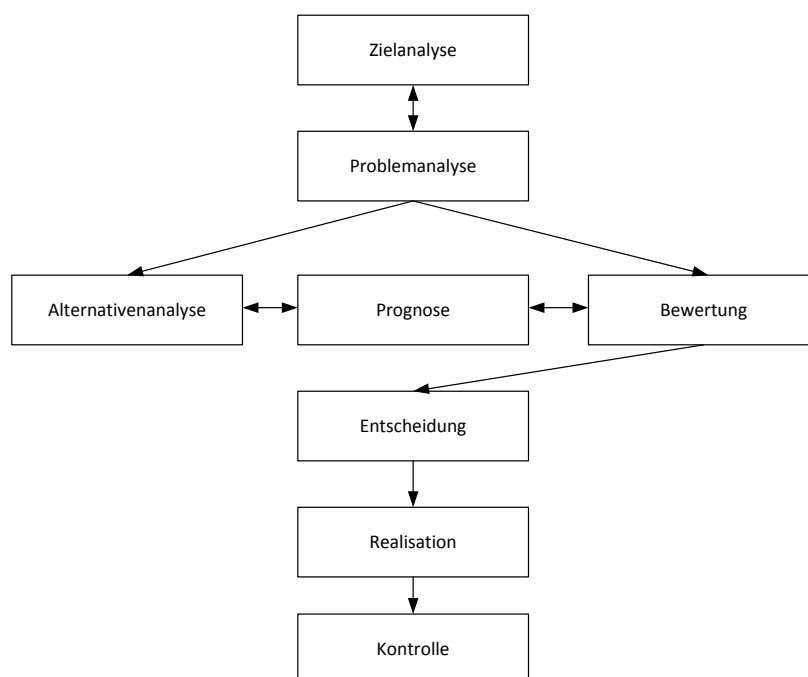 Zielanalyse
Problemanalyse
Alternativenanalyse
Prognose
Bewertung
Entscheidung
Realisation
Kontrolle